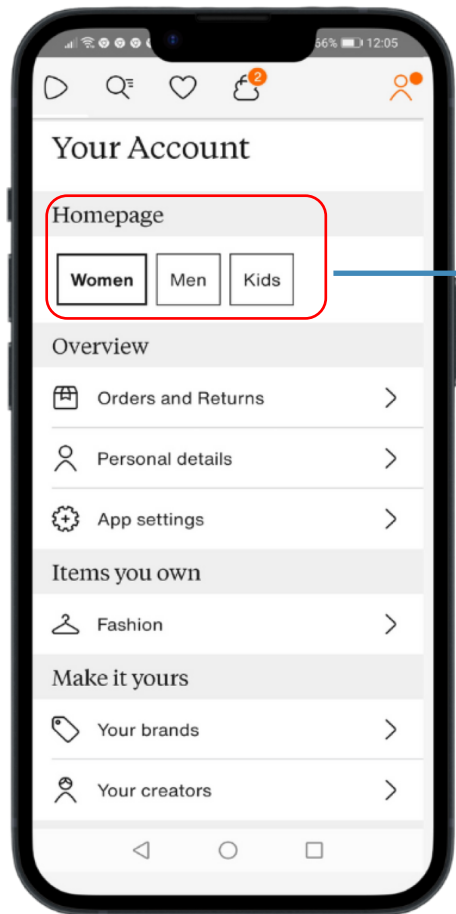 56% 12:05
2
Your Account
Homepage
Women Men Kids
Overview
Orders and Returns
Personal details
App settings
Items you own
Fashion
Make it yours
Your brands
Your creators